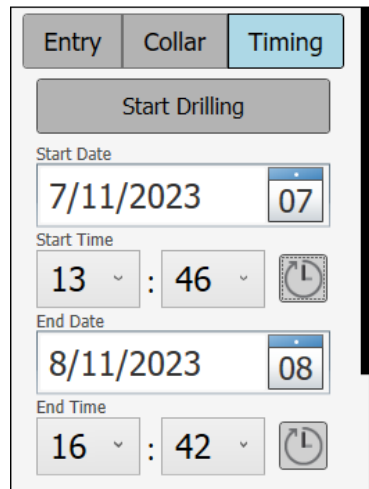 Entry Collar Timing
Start Drilling
Start Date
7/11/2023 07
Start Time
13 : 46
End Date
8/11/2023 08
End Time
16 : 42